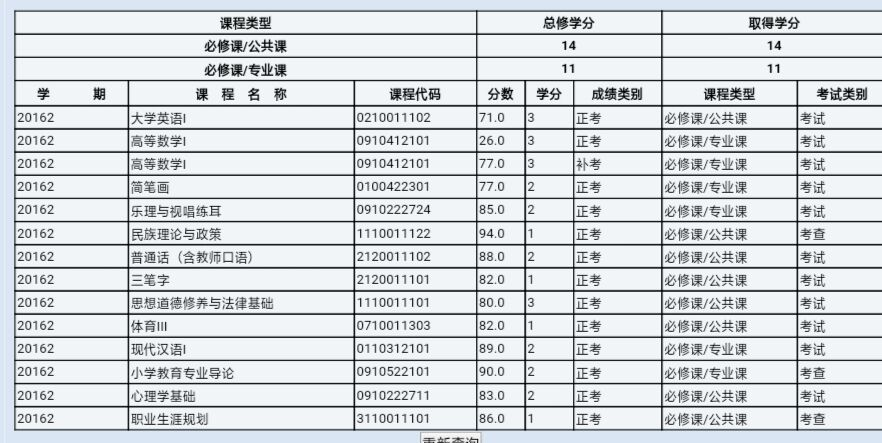 课程类型 总修学分 取得学分
必修课/公共课 14 14
必修课/专业课 11 11
学 期 课 程 名 称 课程代码 分数 学分 成绩类别 课程类型 考试类别
20162 大学英语I 0210011102 71.0 3 正考 必修课/公共课 考试
20162 高等数学I 0910412101 26.0 3 正考 必修课/专业课 考试
20162 高等数学I 0910412101 77.0 3 补考 必修课/专业课 考试
20162 简笔画 0100422301 77.0 2 正考 必修课/专业课 考试
20162 乐理与视唱练耳 0910222724 85.0 2 正考 必修课/专业课 考试
20162 民族理论与政策 1110011122 94.0 1 正考 必修课/公共课 考查
20162 普通话（含教师口语） 2120011102 88.0 2 正考 必修课/公共课 考试
20162 三笔字 2120011101 82.0 1 正考 必修课/公共课 考试
20162 思想道德修养与法律基础 1110011101 80.0 3 正考 必修课/公共课 考试
20162 体育III 0710011303 82.0 1 正考 必修课/公共课 考试
20162 现代汉语I 0110312101 89.0 2 正考 必修课/专业课 考试
20162 小学教育专业导论 0910522101 90.0 2 正考 必修课/专业课 考查
20162 心理学基础 0910222711 83.0 2 正考 必修课/公共课 考试
20162 职业生涯规划 3110011101 86.0 1 正考 必修课/公共课 考查
重新查询